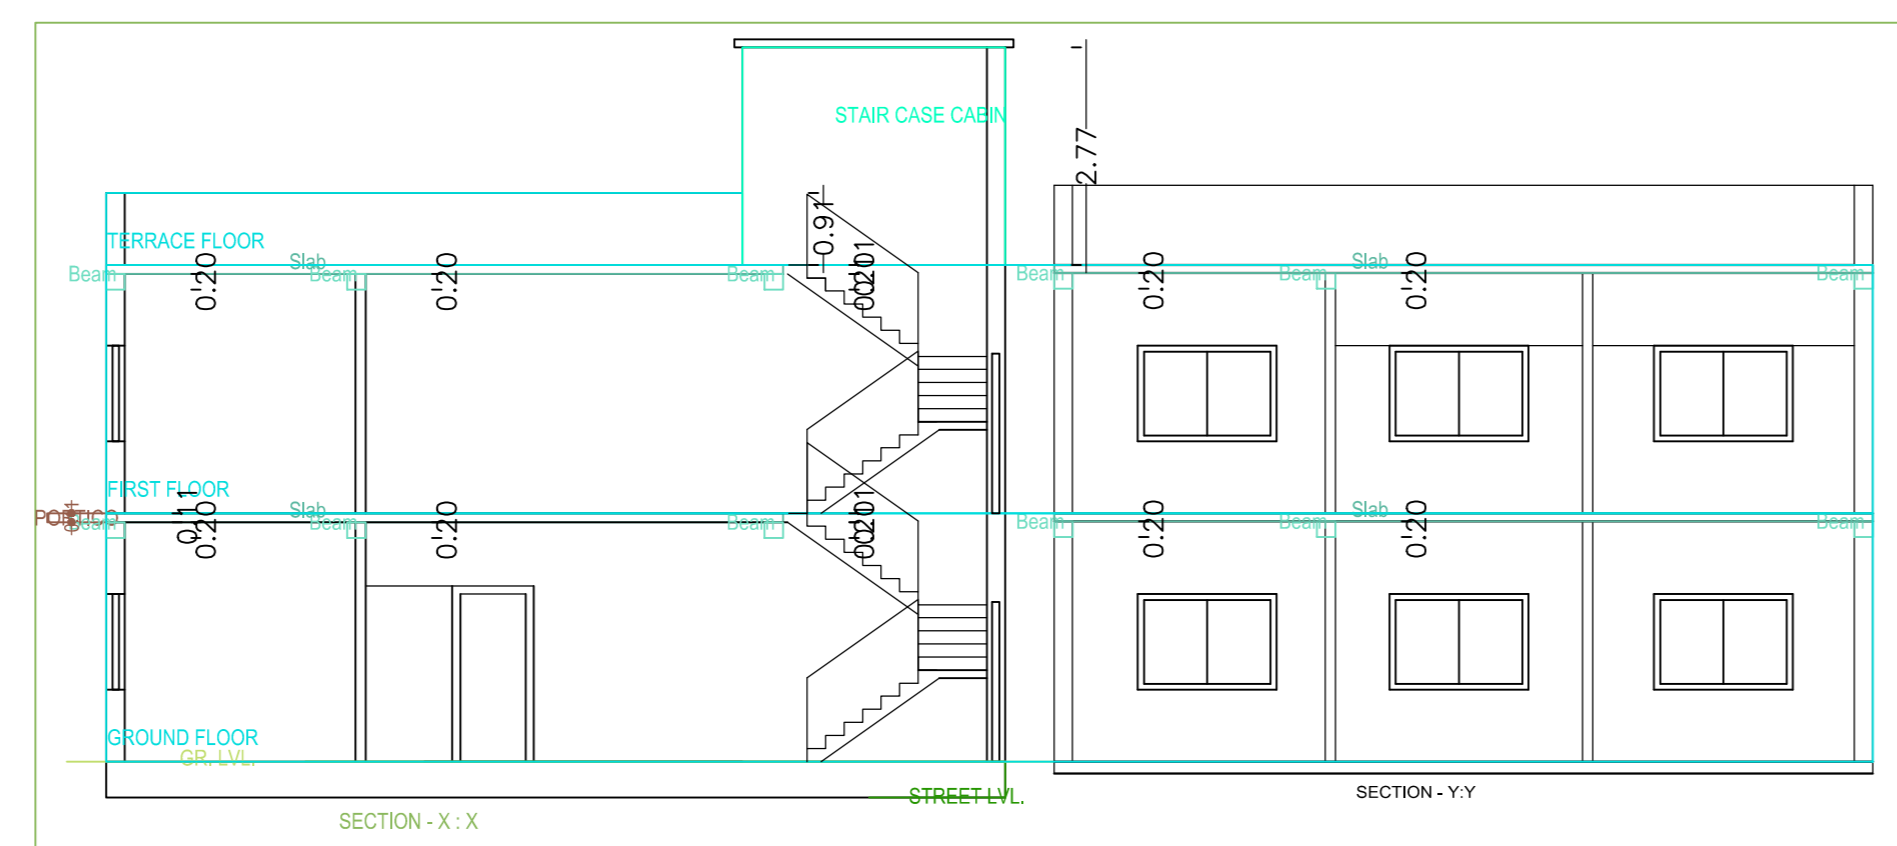 STAIR CASE CABIN
2.77
0.91
TERRACE FLOOR
Slab
Slab
Beam
Beam
Beam
Beam
Beam
Beam
0.20
0.20
0.20
0.20
FIRST FLOOR
Slab
Slab
PORTICO
Beam
Beam
Beam
Beam
Beam
Beam
0.11
0.20
0.20
0.20
0.20
GROUND FLOOR
GR. LVL.
STREET LVL.
SECTION - Y:Y
SECTION - X : X